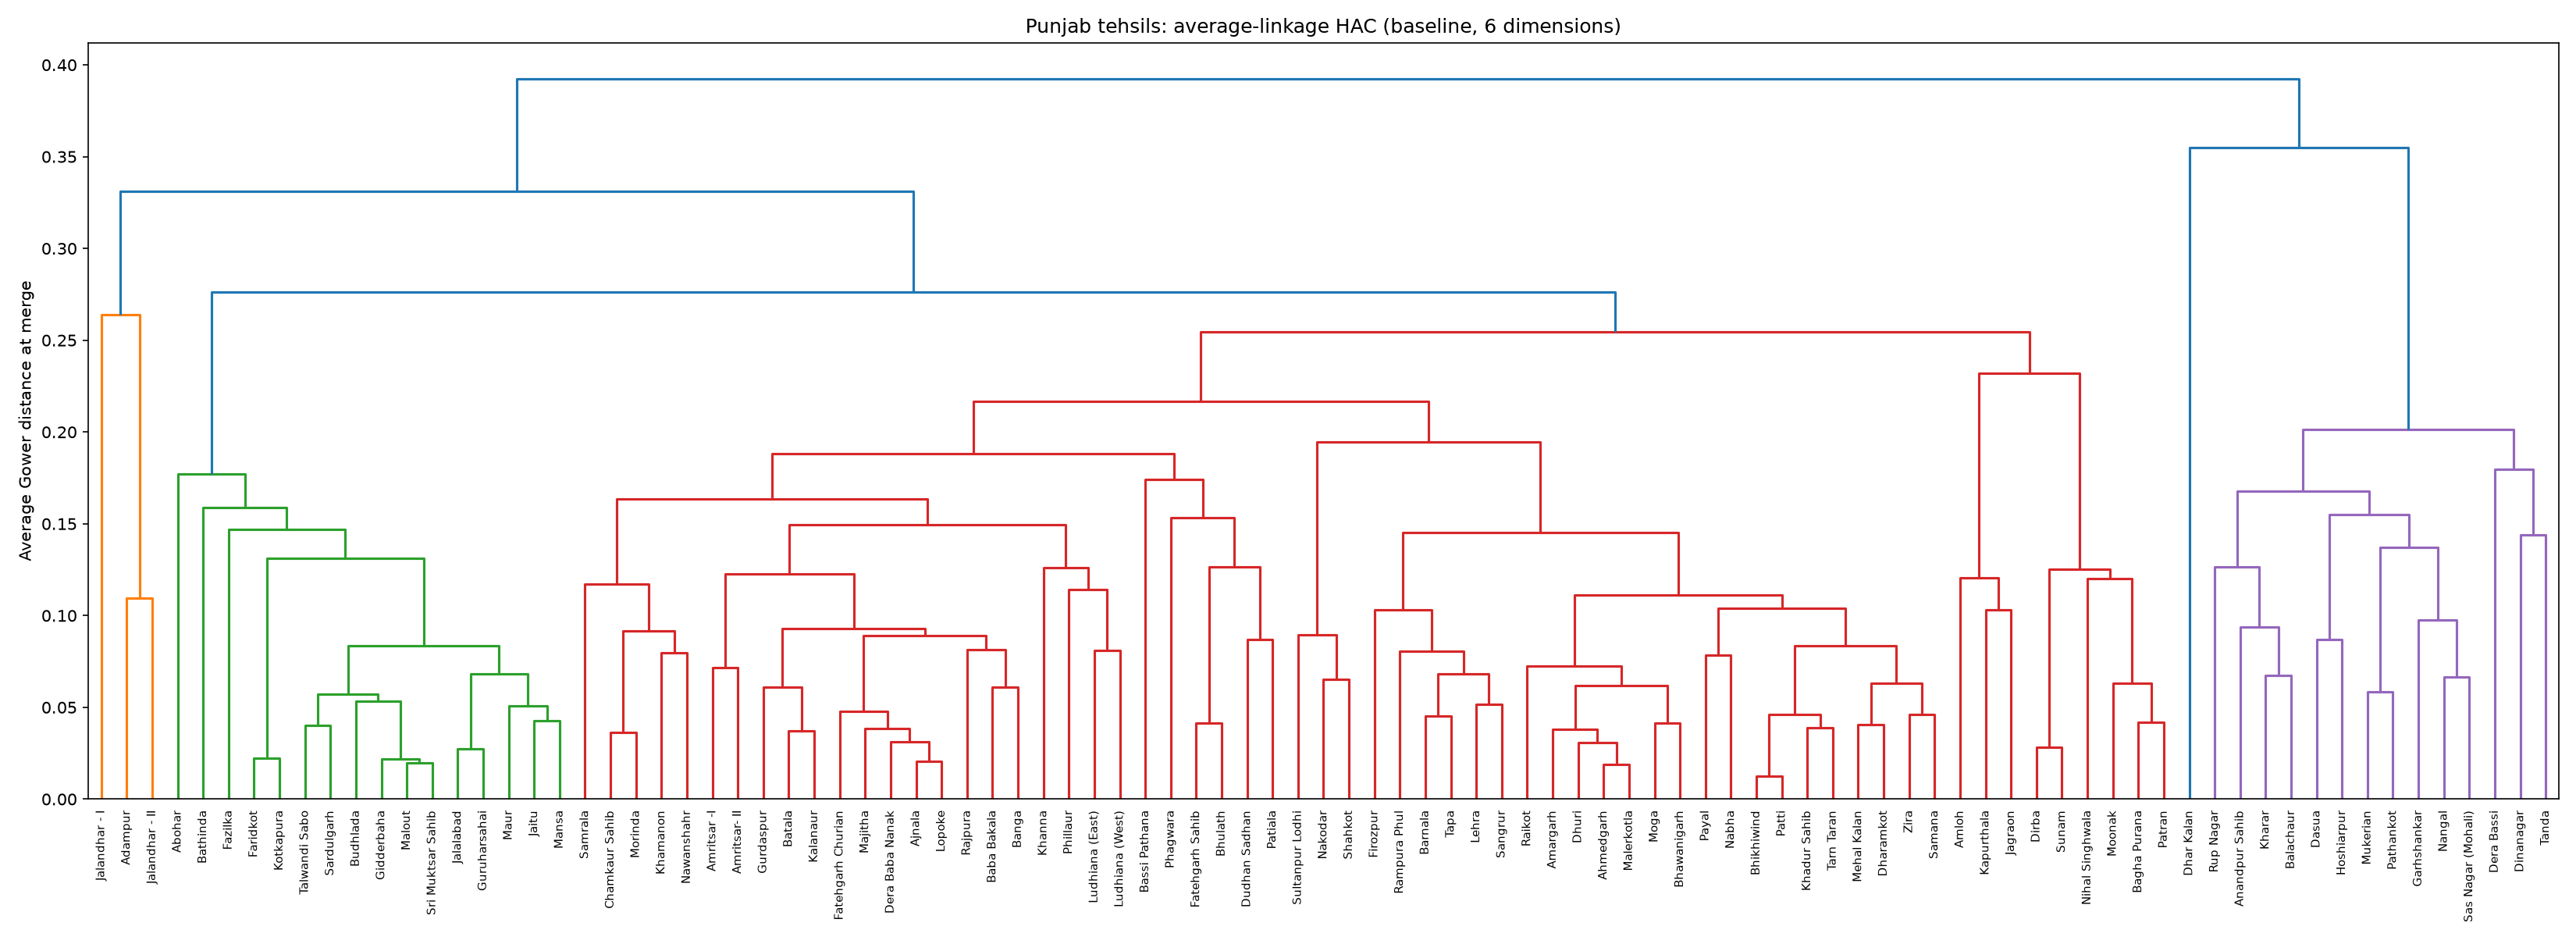 Punjab tehsils: average-linkage HAC (baseline, 6 dimensions)
Average Gower distance at merge
0.40
0.35
0.30
0.25
0.20
0.15
0.10
0.05
0.00
Jalandhar - I
Adampur
Jalandhar - II
Abohar
Bathinda
Fazilka
Faridkot
Kotkapura
Talwandi Sabo
Sardulgarh
Budhlada
Gidderbaha
Malout
Sri Muktsar Sahib
Jalalabad
Guruharsahai
Maur
Jaitu
Mansa
Samrala
Chamkaur Sahib
Morinda
Khamanon
Nawanshahr
Amritsar -I
Amritsar- II
Gurdaspur
Batala
Kalanaur
Fatehgarh Churian
Majitha
Dera Baba Nanak
Ajnala
Lopoke
Rajpura
Baba Bakala
Banga
Khanna
Phillaur
Ludhiana (East)
Ludhiana (West)
Bassi Pathana
Phagwara
Fatehgarh Sahib
Bhulath
Dudhan Sadhan
Patiala
Sultanpur Lodhi
Nakodar
Shahkot
Firozpur
Rampura Phul
Barnala
Tapa
Lehra
Sangrur
Raikot
Amargarh
Dhuri
Ahmedgarh
Malerkotla
Moga
Bhawanigarh
Payal
Nabha
Bhikhiwind
Patti
Khadur Sahib
Tarn Taran
Mehal Kalan
Dharamkot
Zira
Samana
Amloh
Kapurthala
Jagraon
Dirba
Sunam
Nihal Singhwala
Moonak
Bagha Purana
Patran
Dhar Kalan
Rup Nagar
Anandpur Sahib
Kharar
Balachaur
Dasua
Hoshiarpur
Mukerian
Pathankot
Garhshankar
Nangal
Sas Nagar (Mohali)
Dera Bassi
Dinanagar
Tanda